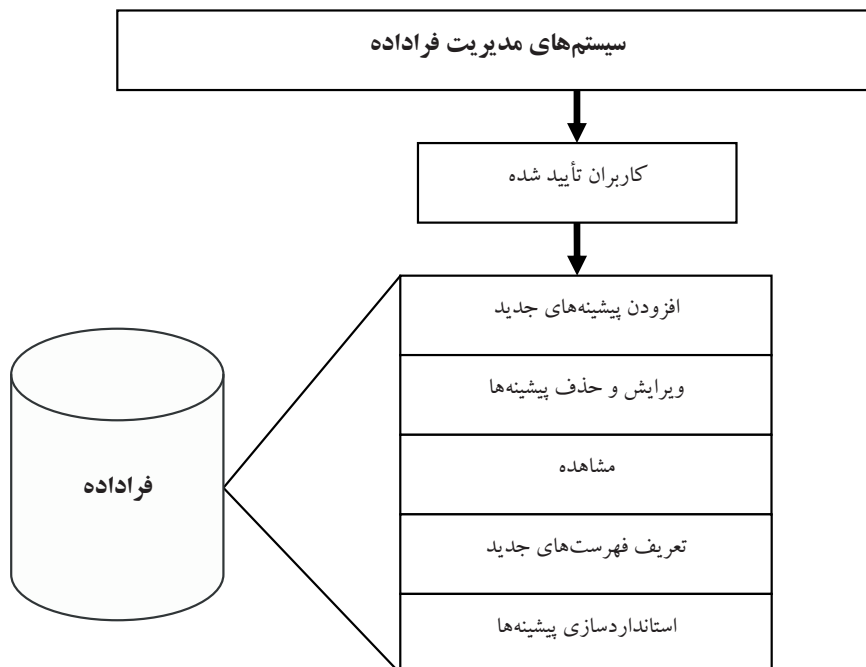 سیستم‌های مدیریت فراداده
کاربران تأیید شده
افزودن پیشینه‌های جدید
ویرایش و حذف پیشینه‌ها
مشاهده
تعریف فهرست‌های جدید
استانداردسازی پیشینه‌ها
فراداده